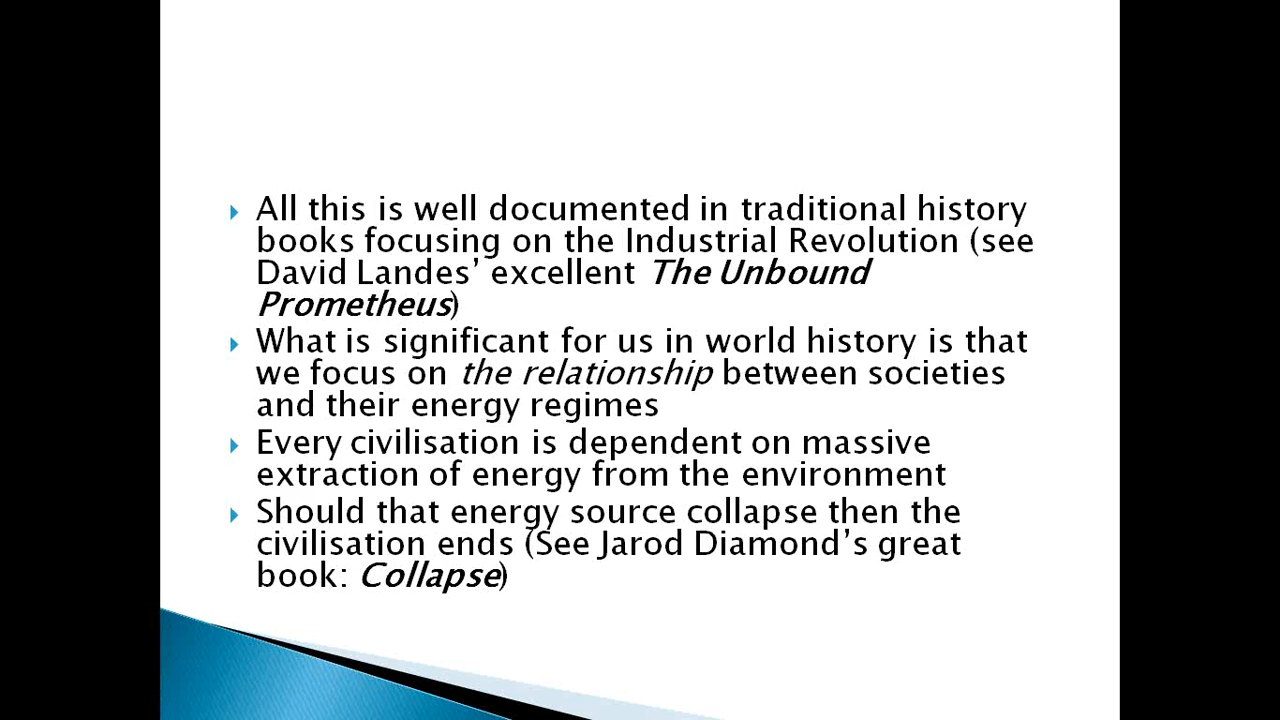 All this is well documented in traditional history
books focusing on the Industrial Revolution (see
David Landes’ excellent The Unbound
Prometheus)
What is significant for us in world history is that
we focus on the relationship between societies
and their energy regimes
Every civilisation is dependent on massive
extraction of energy from the environment
Should that energy source collapse then the
civilisation ends (See Jarod Diamond’s great
book: Collapse)